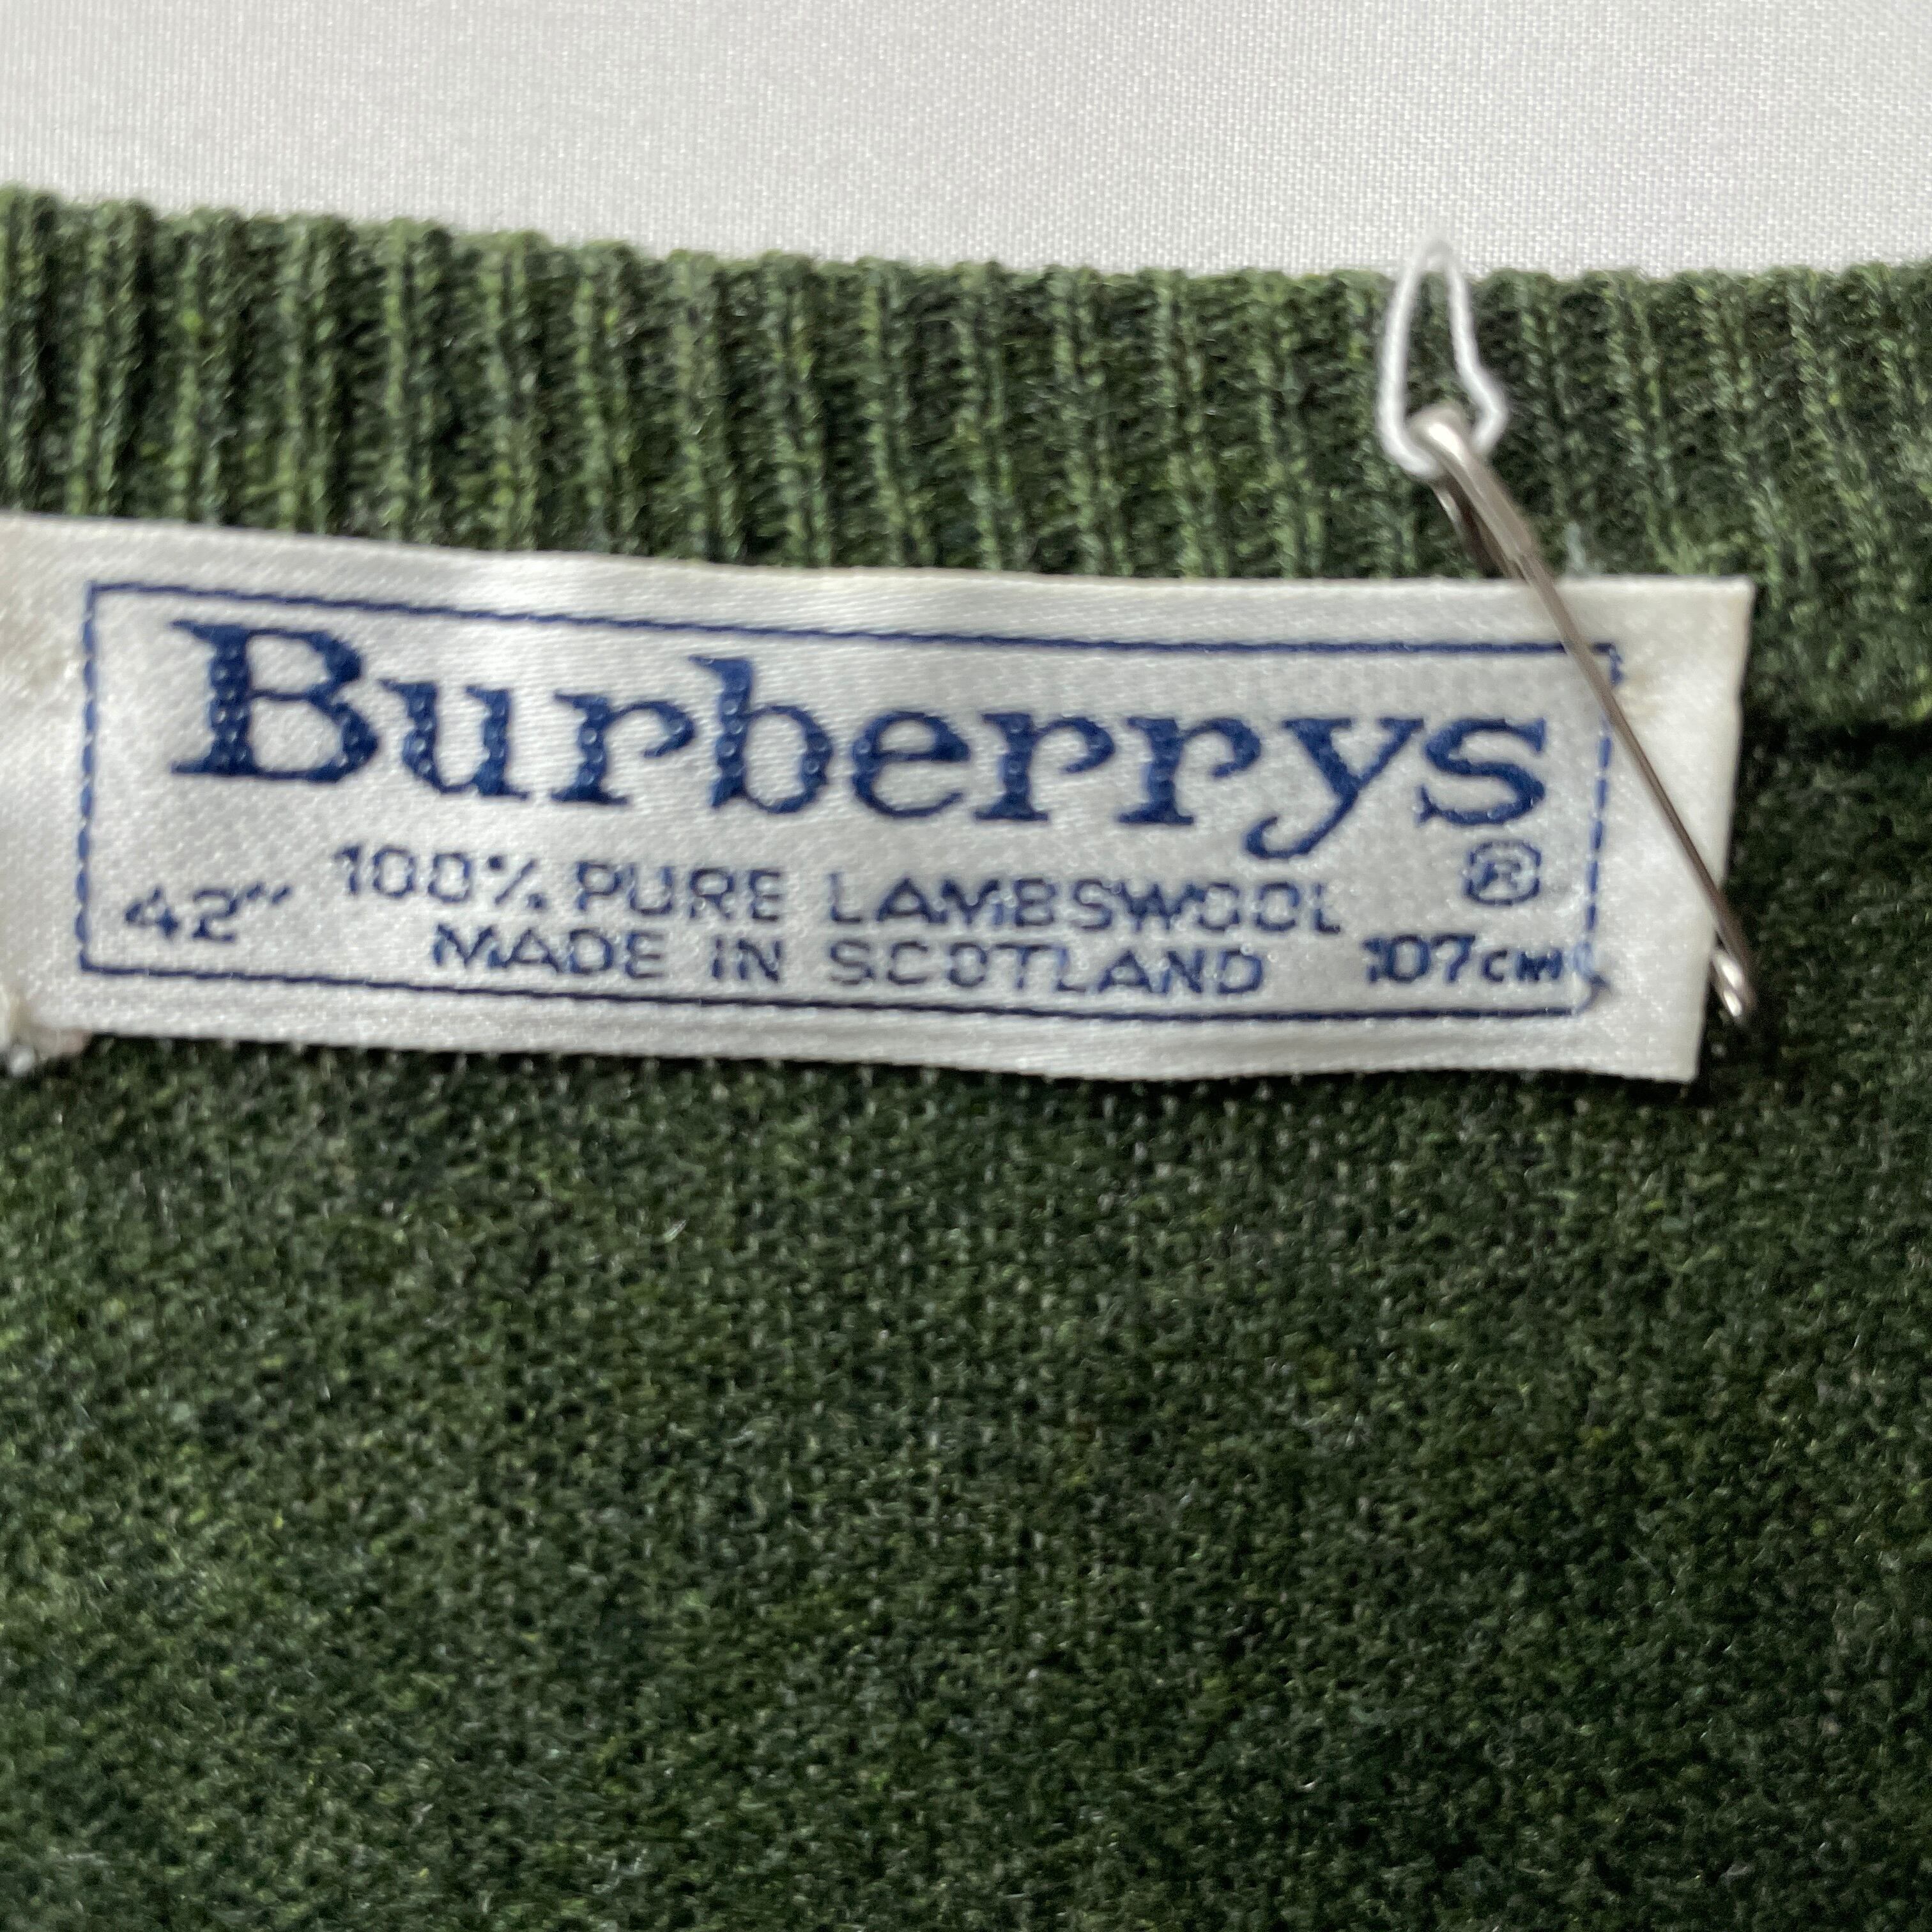 Burberrys
®
42" 100% PURE LAMBSWOOL
MADE IN SCOTLAND 107cm